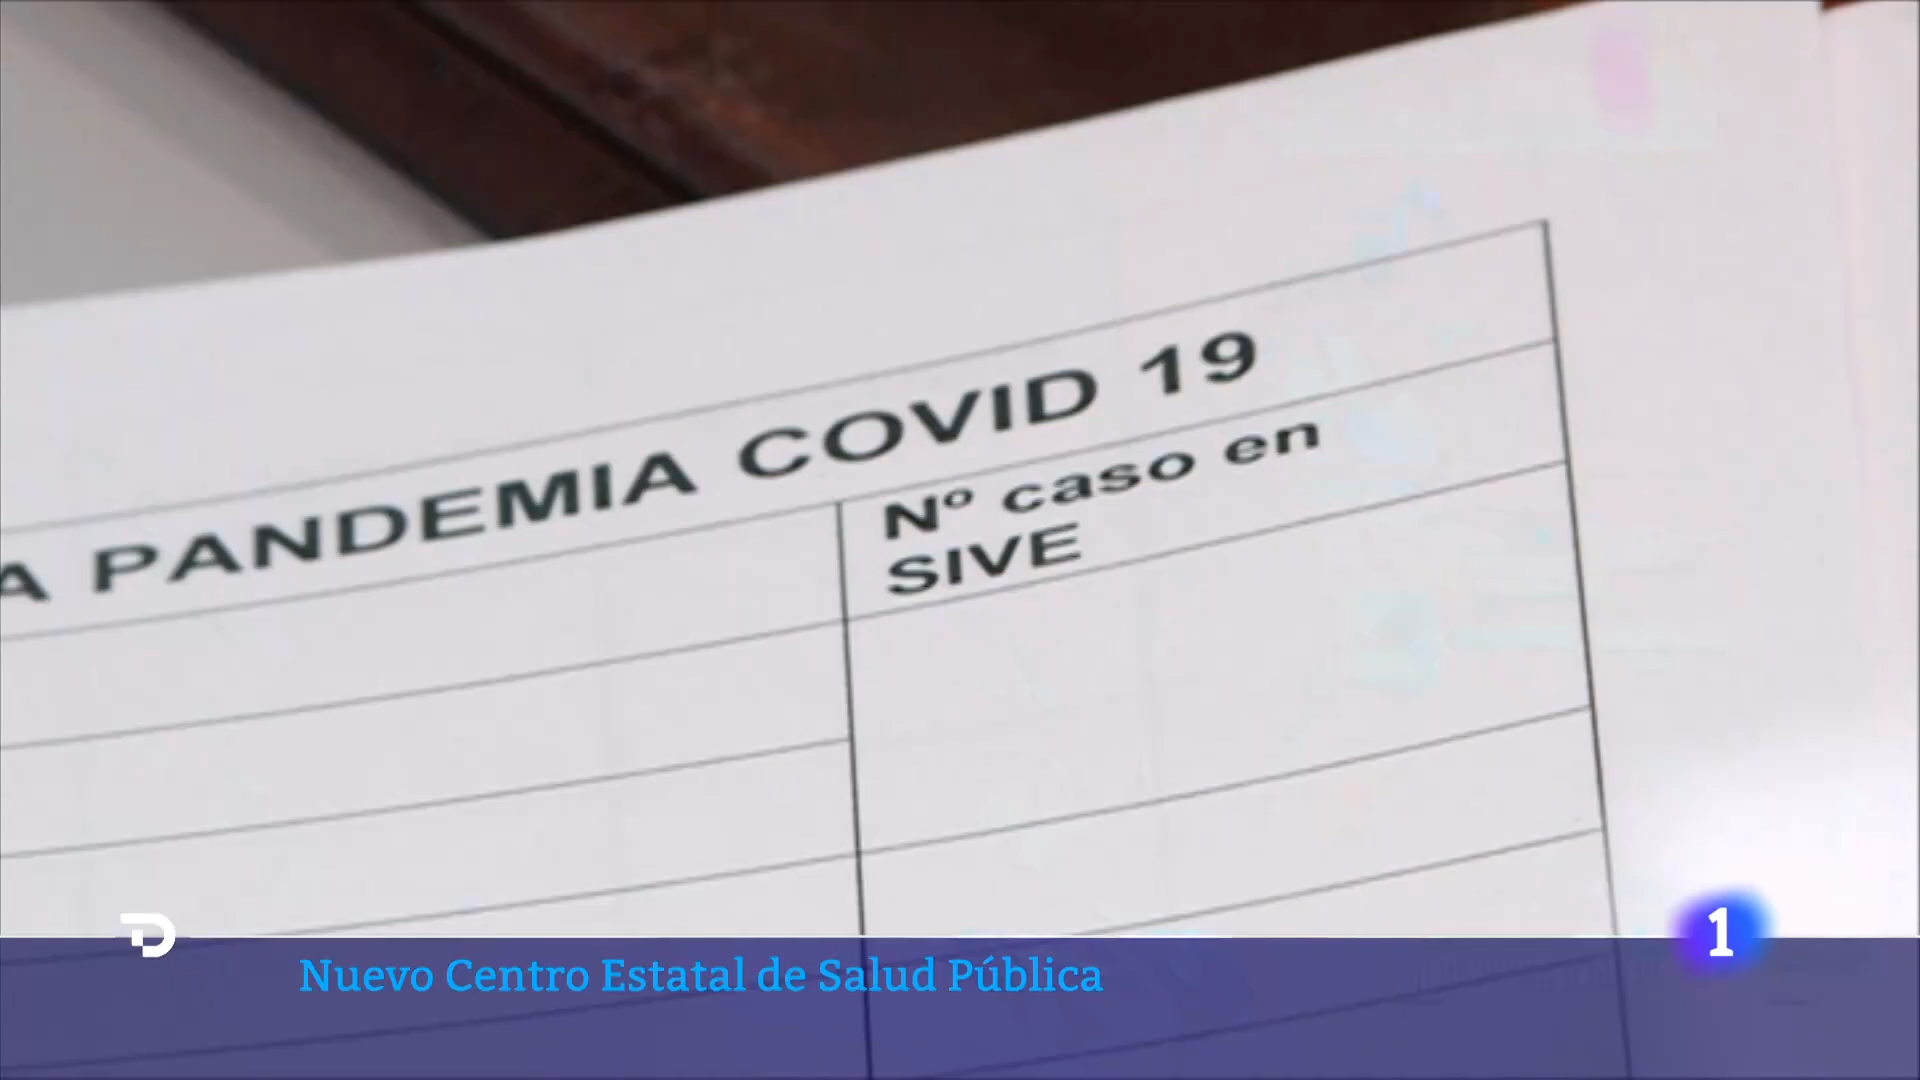 A PANDEMIA COVID 19
Nº caso en
SIVE
1
Nuevo Centro Estatal de Salud Pública